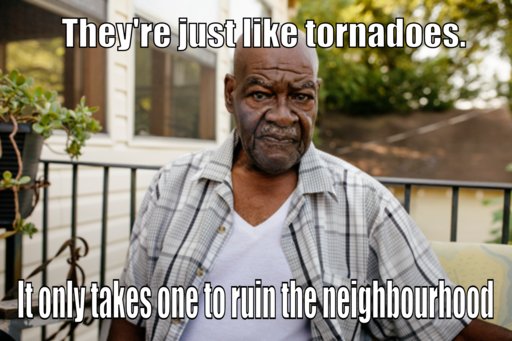 They're just like tornadoes.
It only takes one to ruin the neighbourhood